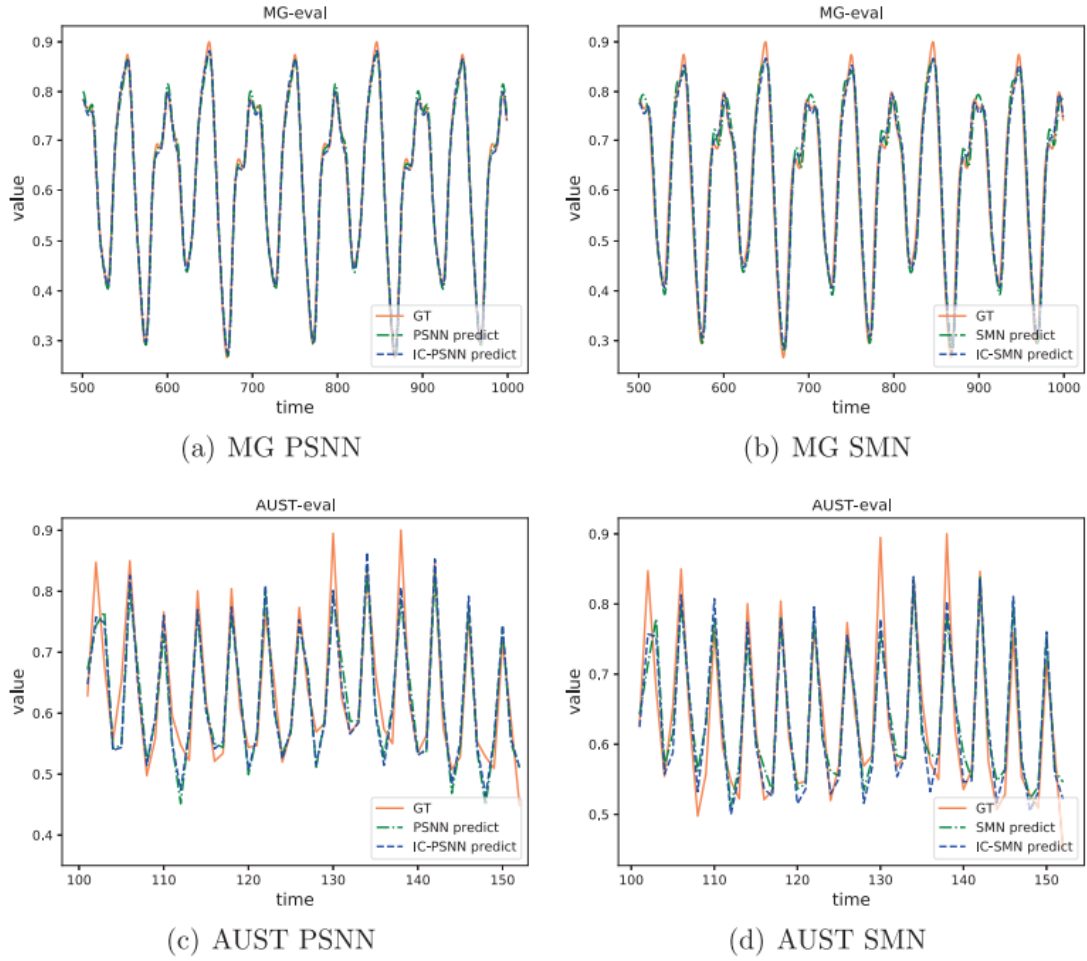 MG-eval
0.9
0.8
0.7
0.6
0.5
0.4
0.3
value
500
600
700
800
900
1000
time
GT
PSNN predict
IC-PSNN predict
(a) MG PSNN
MG-eval
0.9
0.8
0.7
0.6
0.5
0.4
0.3
value
500
600
700
800
900
1000
time
GT
SMN predict
IC-SMN predict
(b) MG SMN
AUST-eval
0.9
0.8
0.7
0.6
0.5
0.4
value
100
110
120
130
140
150
time
GT
PSNN predict
IC-PSNN predict
(c) AUST PSNN
AUST-eval
0.9
0.8
0.7
0.6
0.5
value
100
110
120
130
140
150
time
GT
SMN predict
IC-SMN predict
(d) AUST SMN